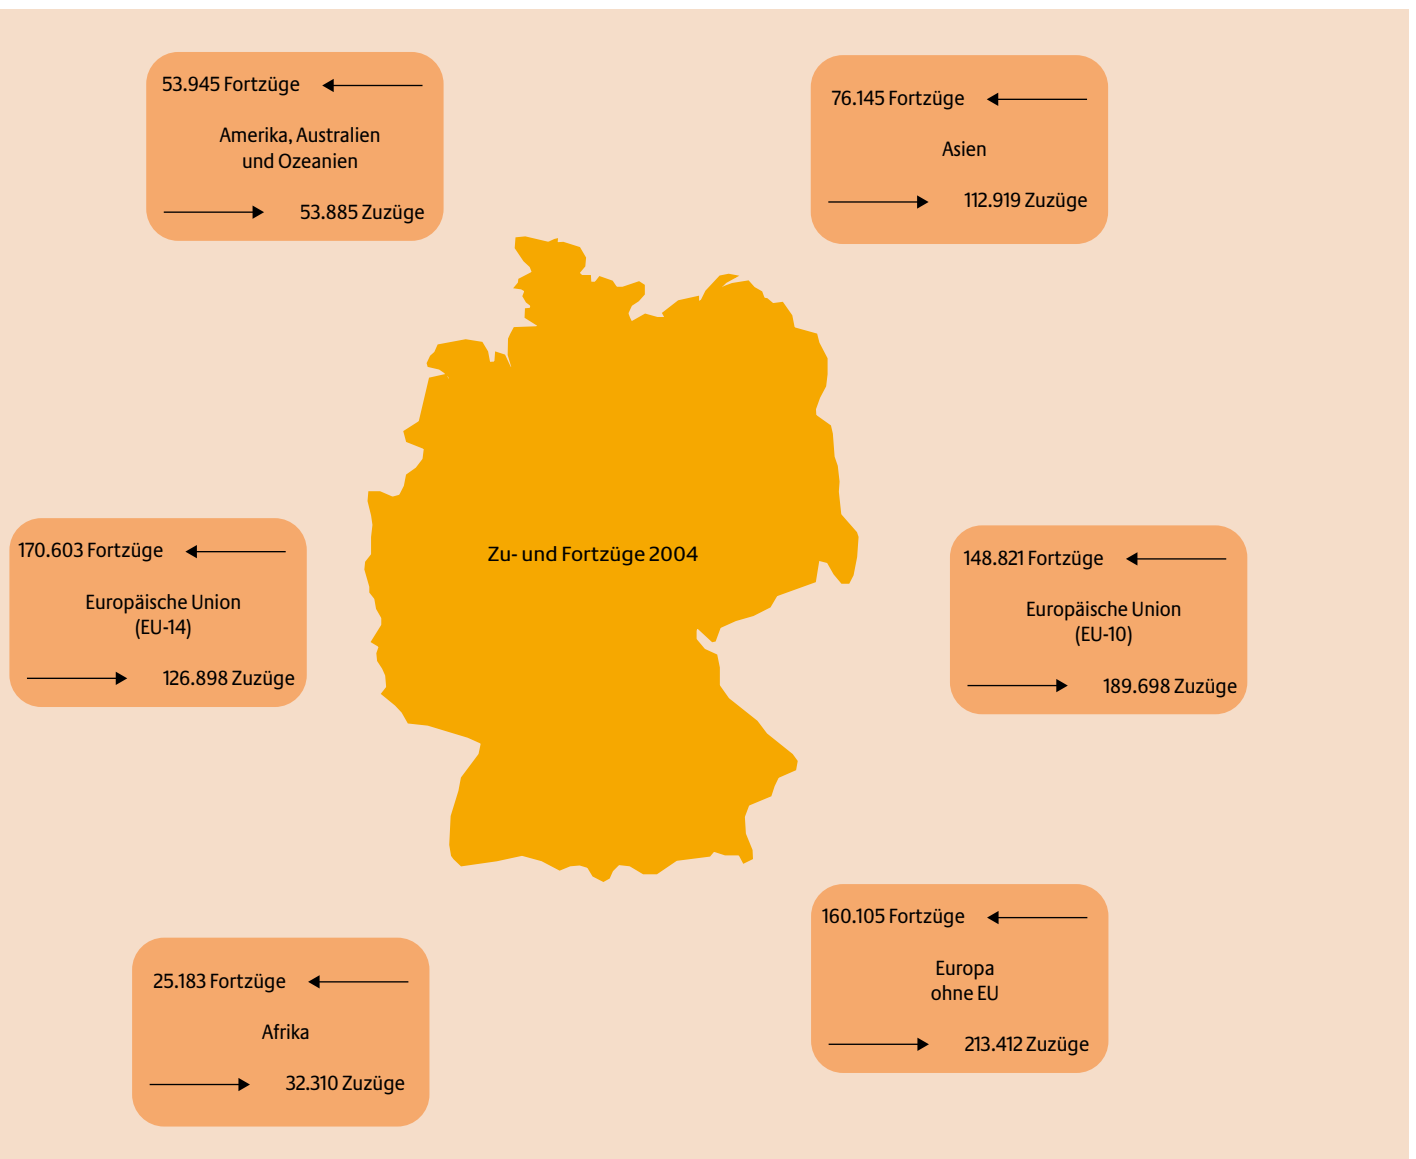 53.945 Fortzüge
Amerika, Australien
und Ozeanien
53.885 Zuzüge
76.145 Fortzüge
Asien
112.919 Zuzüge
170.603 Fortzüge
Europäische Union
(EU-14)
126.898 Zuzüge
Zu- und Fortzüge 2004
148.821 Fortzüge
Europäische Union
(EU-10)
189.698 Zuzüge
25.183 Fortzüge
Afrika
32.310 Zuzüge
160.105 Fortzüge
Europa
ohne EU
213.412 Zuzüge